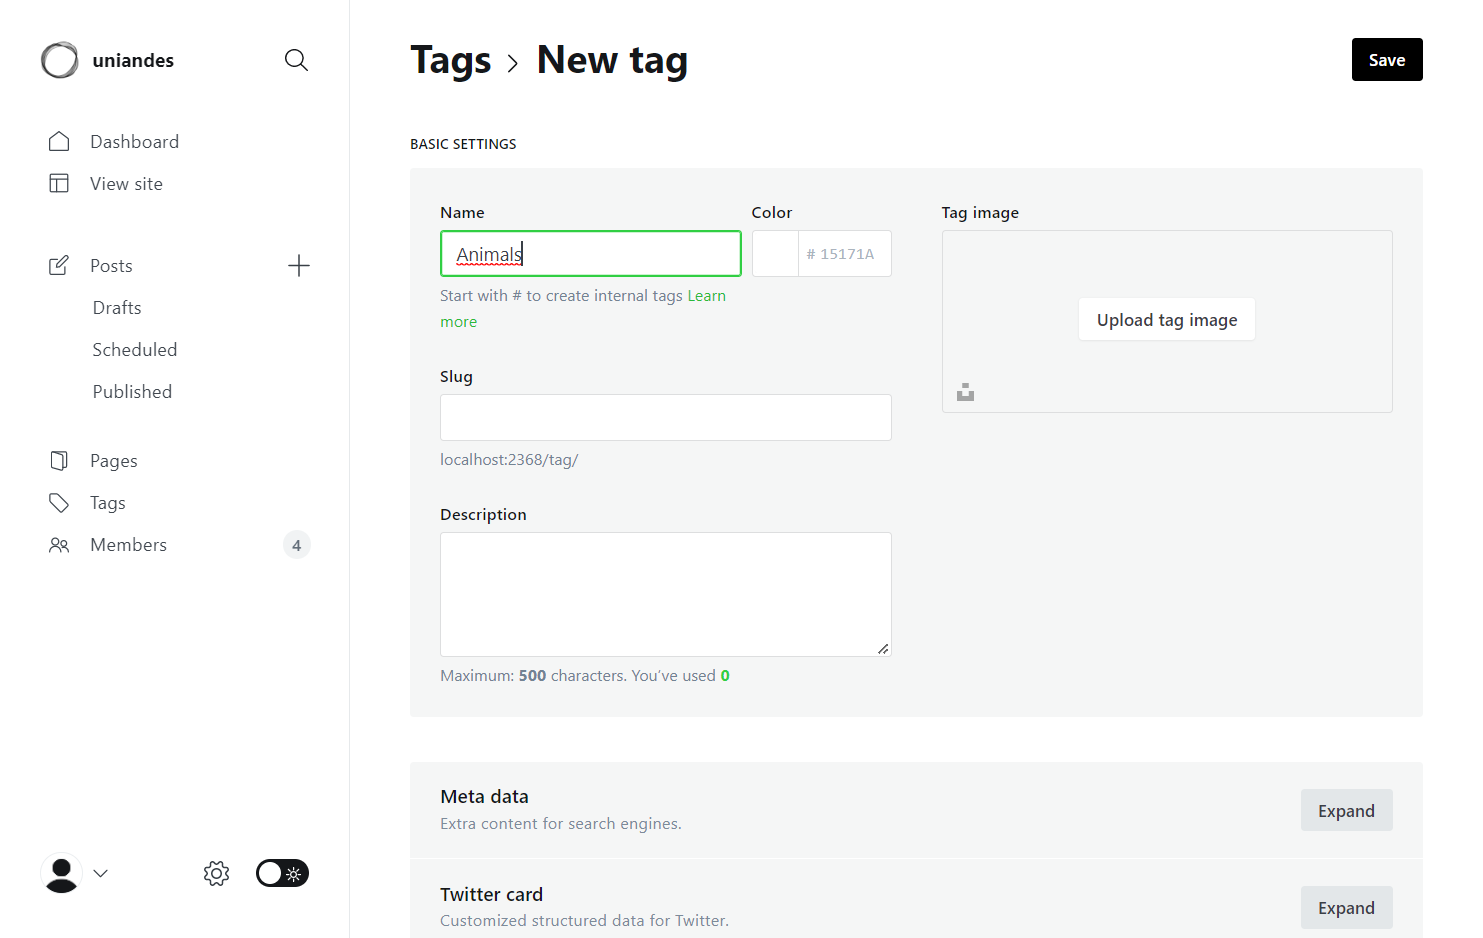 uniandes
Dashboard
View site
Posts
Drafts
Scheduled
Published
Pages
Tags
Members
4
Tags
New tag
Save
BASIC SETTINGS
Name
Animals
Start with # to create internal tags Learn
more
Color
# 15171A
Slug
localhost:2368/tag/
Description
Maximum: 500 characters. You’ve used 0
Tag image
Upload tag image
Meta data
Extra content for search engines.
Expand
Twitter card
Customized structured data for Twitter.
Expand